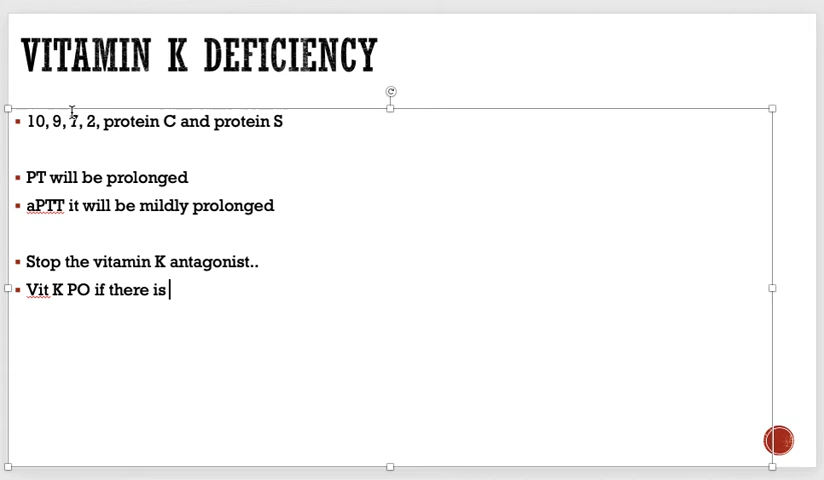 VITAMIN K DEFICIENCY
10, 9, 7, 2, protein C and protein S
PT will be prolonged
aPTT it will be mildly prolonged
Stop the vitamin K antagonist..
Vit K PO if there is